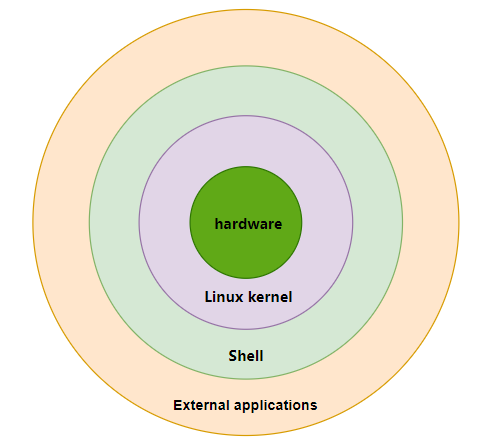 hardware
Linux kernel
Shell
External applications